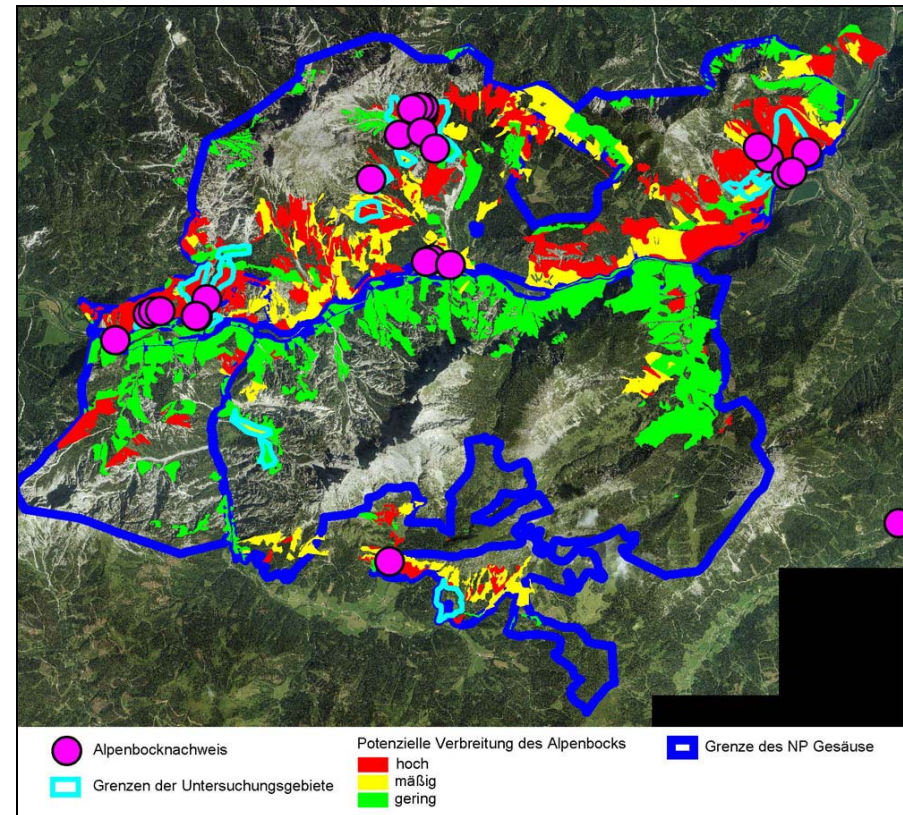 Alpenbocknachweis
Grenzen der Untersuchungsgebiete
Potenzielle Verbreitung des Alpenbocks
hoch
mäßig
gering
Grenze des NP Gesäuse